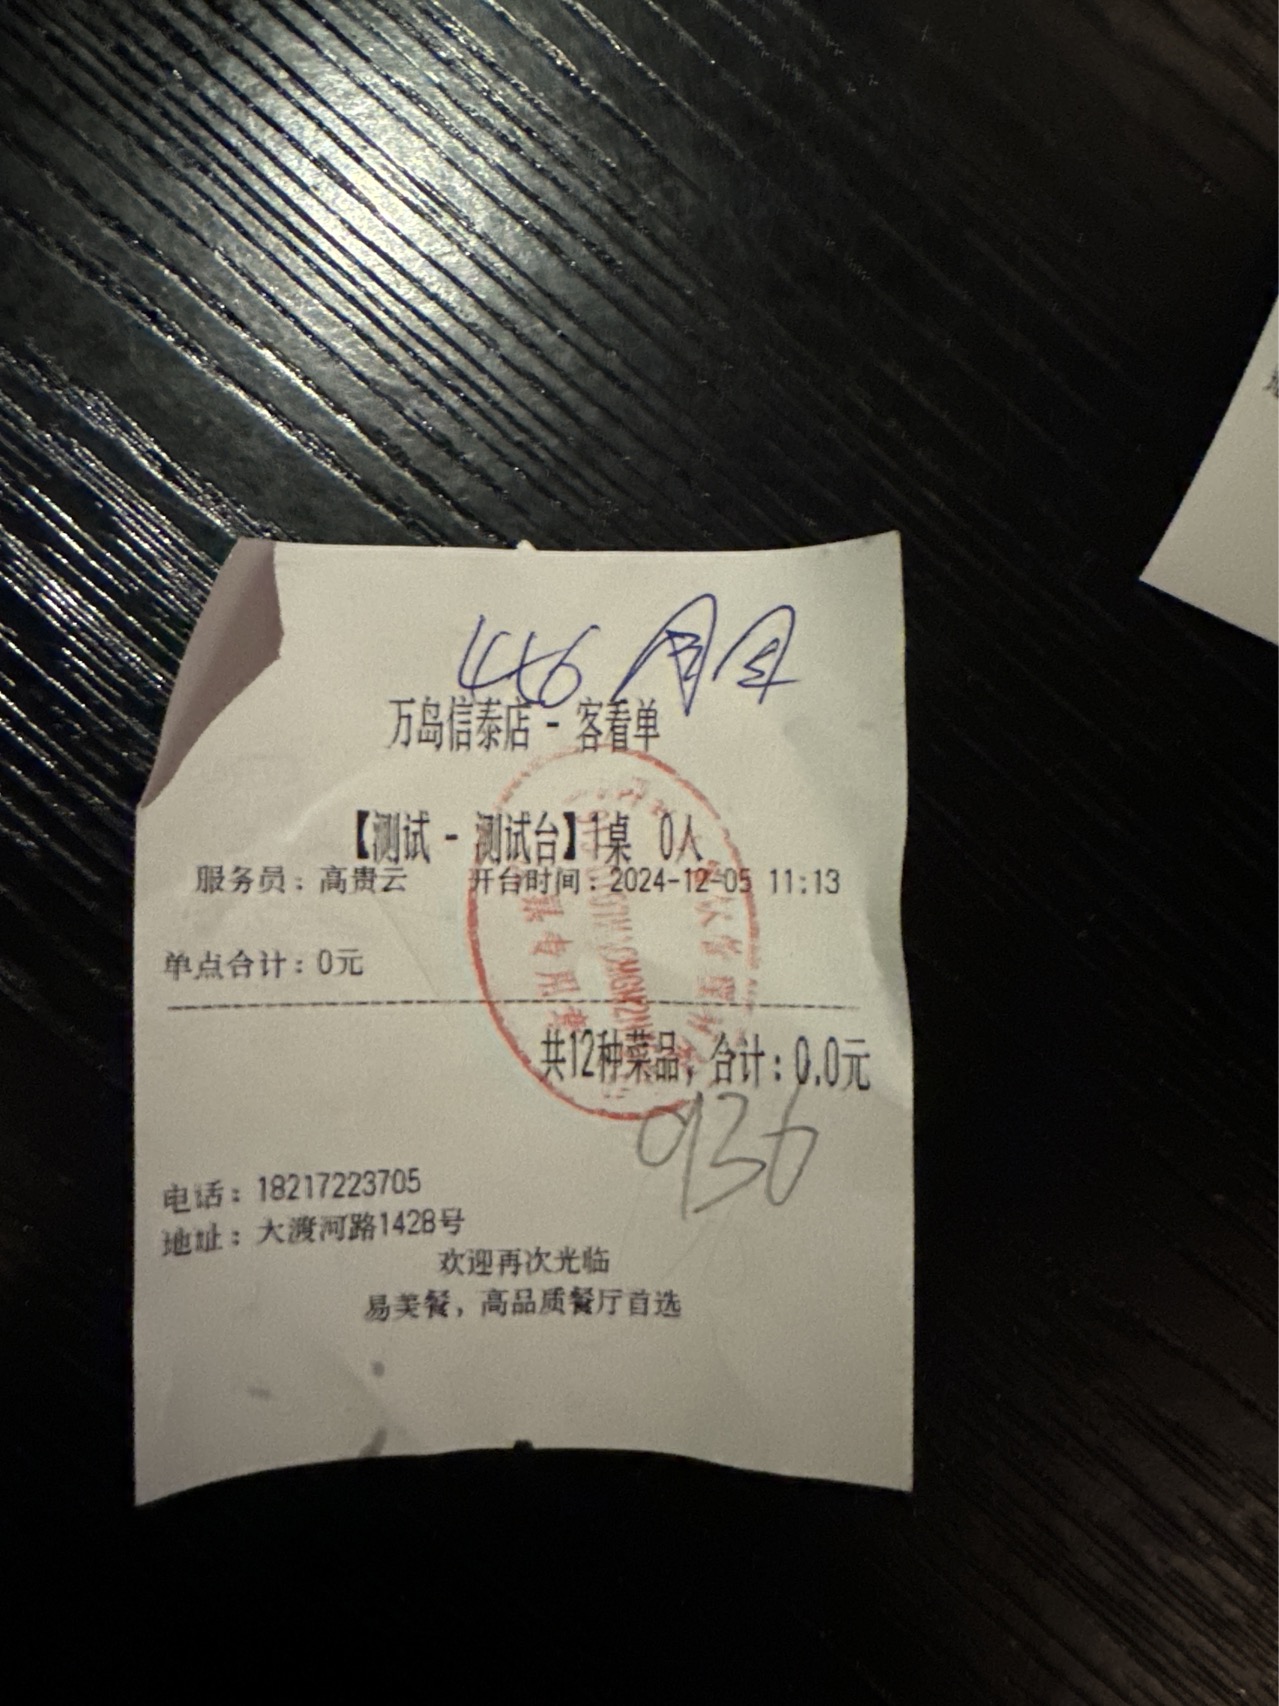 446 月月
万岛信泰店 - 客看单
【测试 - 测试台】1桌 0人
服务员：高贵云 开台时间：2024-12-05 11:13
单点合计：0元
共12种菜品，合计：0.0元
936
电话：18217223705
地址：大渡河路1428号
欢迎再次光临
易美餐，高品质餐厅首选